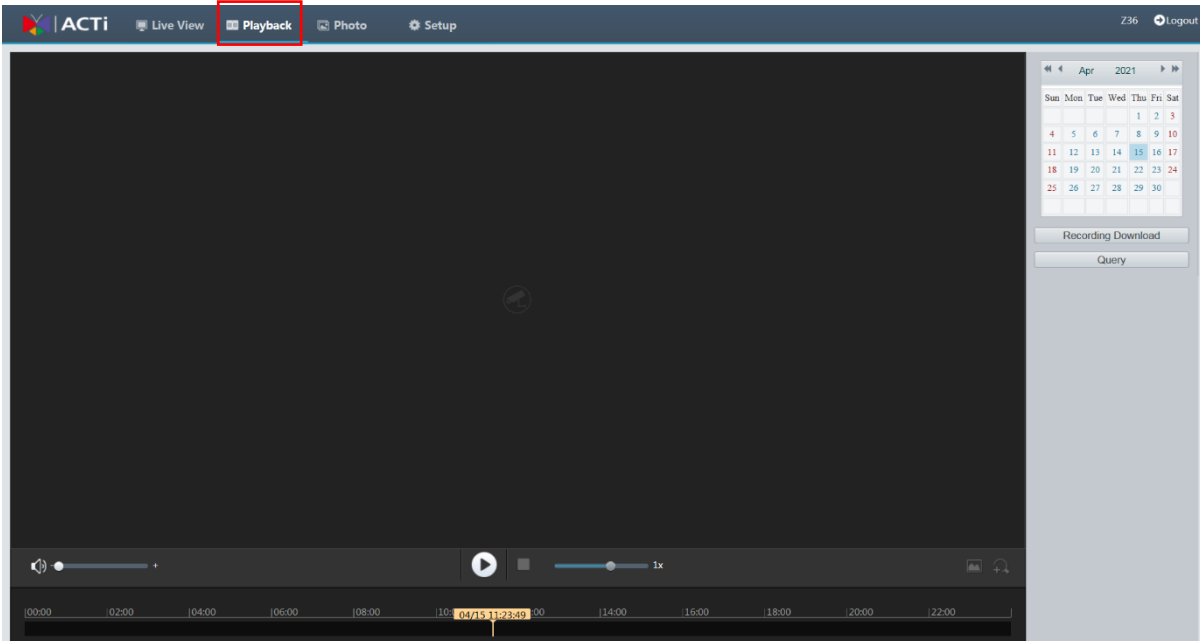 ACTi Live View Playback Photo Setup Z36 Logout
Apr 2021
Sun Mon Tue Wed Thu Fri Sat
1 2 3
4 5 6 7 8 9 10
11 12 13 14 15 16 17
18 19 20 21 22 23 24
25 26 27 28 29 30
Recording Download
Query
+ 1x
00:00 02:00 04:00 06:00 08:00 10: 04/15 11:23:49 :00 14:00 16:00 18:00 20:00 22:00